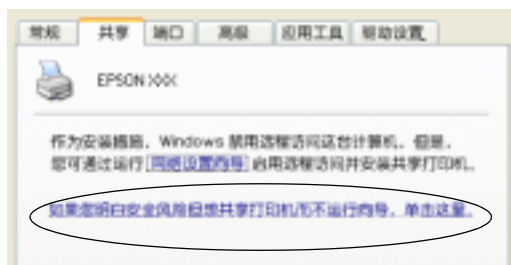 常规 共享 端口 高级 应用工具 驱动设置
EPSON XXX
作为安装措施，Windows 禁用远程访问这台计算机。但是，
您可通过运行[网络设置向导]启用远程访问并安装共享打印机。
如果您明白安全风险但想共享打印机而不运行向导，单击这里。